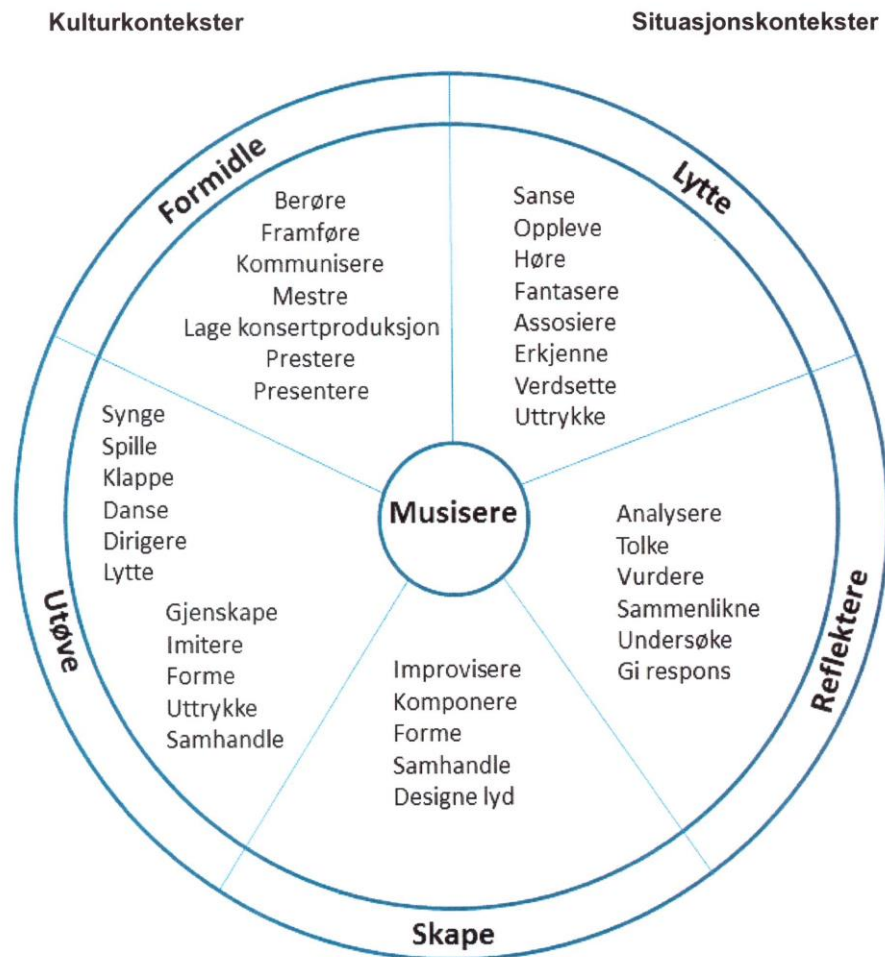 Kulturkontekster
Situasjonskontekster
Formidle
Berøre
Framføre
Kommunisere
Mestre
Lage konsertproduksjon
Prestere
Presentere
Lytte
Sanse
Oppleve
Høre
Fantasere
Assosiere
Erkjenne
Verdsette
Uttrykke
Musisere
Utøve
Synge
Spille
Klappe
Danse
Dirigere
Lytte
Gjenskape
Imitere
Forme
Uttrykke
Samhandle
Skape
Improvisere
Komponere
Forme
Samhandle
Designe lyd
Reflektere
Analysere
Tolke
Vurdere
Sammenlikne
Undersøke
Gi respons